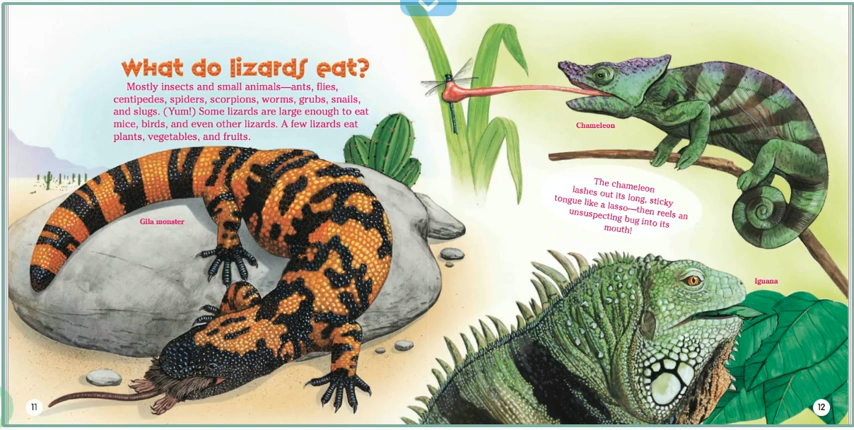 What do lizards eat?
Mostly insects and small animals—ants, flies,
centipedes, spiders, scorpions, worms, grubs, snails,
and slugs. (Yum!) Some lizards are large enough to eat
mice, birds, and even other lizards. A few lizards eat
plants, vegetables, and fruits.
Gila monster
Chameleon
The chameleon
lashes out its long, sticky
tongue like a lasso—then reels an
unsuspecting bug into its
mouth!
Iguana
11
12